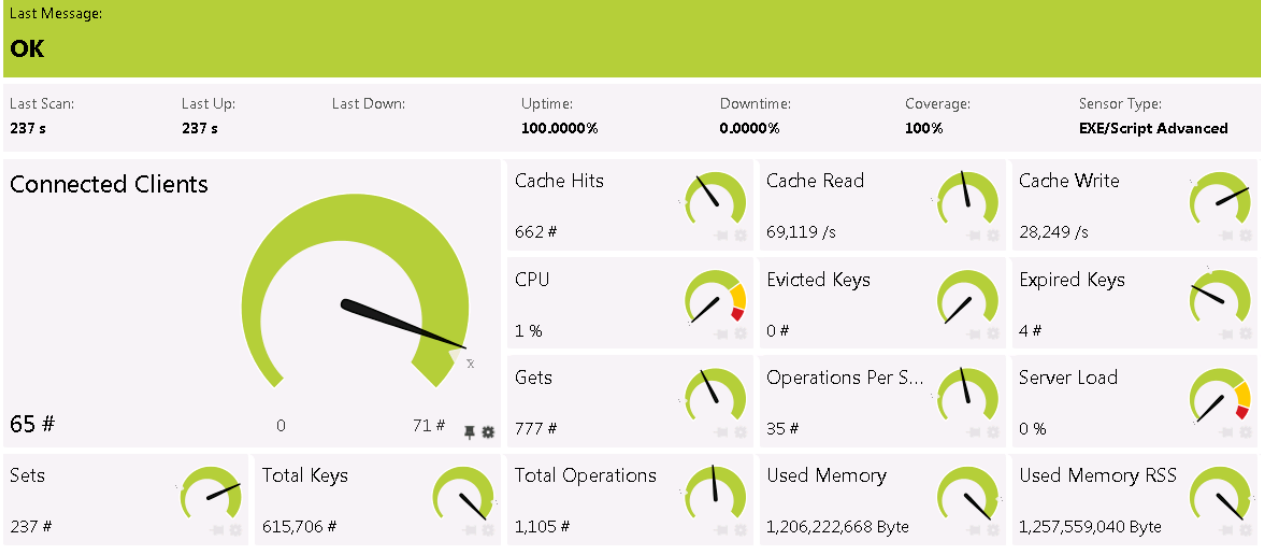 Last Message:
OK
Last Scan: Last Up: Last Down: Uptime: Downtime: Coverage: Sensor Type:
237 s 237 s 100.0000% 0.0000% 100% EXE/Script Advanced
Connected Clients
65 #
0
71 #
Cache Hits
662 #
Cache Read
69,119 /s
Cache Write
28,249 /s
CPU
1 %
Evicted Keys
0 #
Expired Keys
4 #
Gets
777 #
Operations Per S...
35 #
Server Load
0 %
Sets
237 #
Total Keys
615,706 #
Total Operations
1,105 #
Used Memory
1,206,222,668 Byte
Used Memory RSS
1,257,559,040 Byte